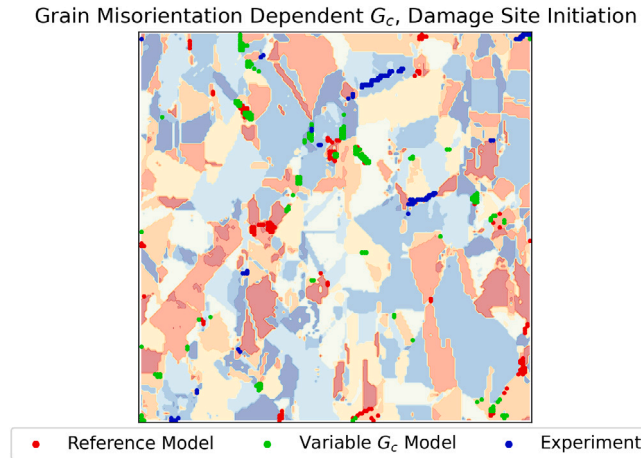 Grain Misorientation Dependent G_c, Damage Site Initiation
Reference Model Variable G_c Model Experiment